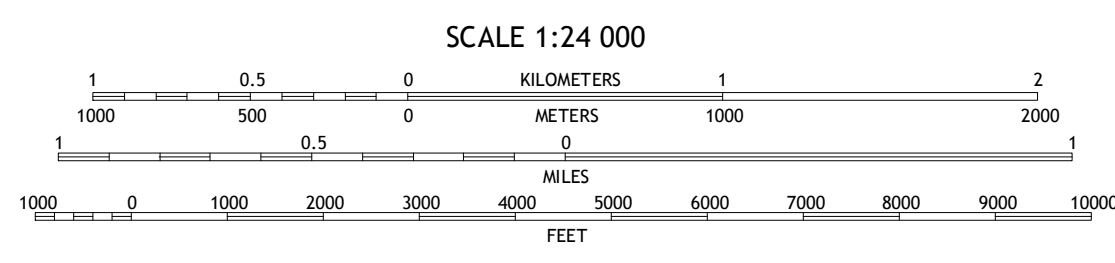 SCALE 1:24 000
1 0.5 0 KILOMETERS 1 2
1000 500 0 METERS 1000 2000
1 0.5 0 1
MILES
1000 0 1000 2000 3000 4000 5000 6000 7000 8000 9000 10000
FEET